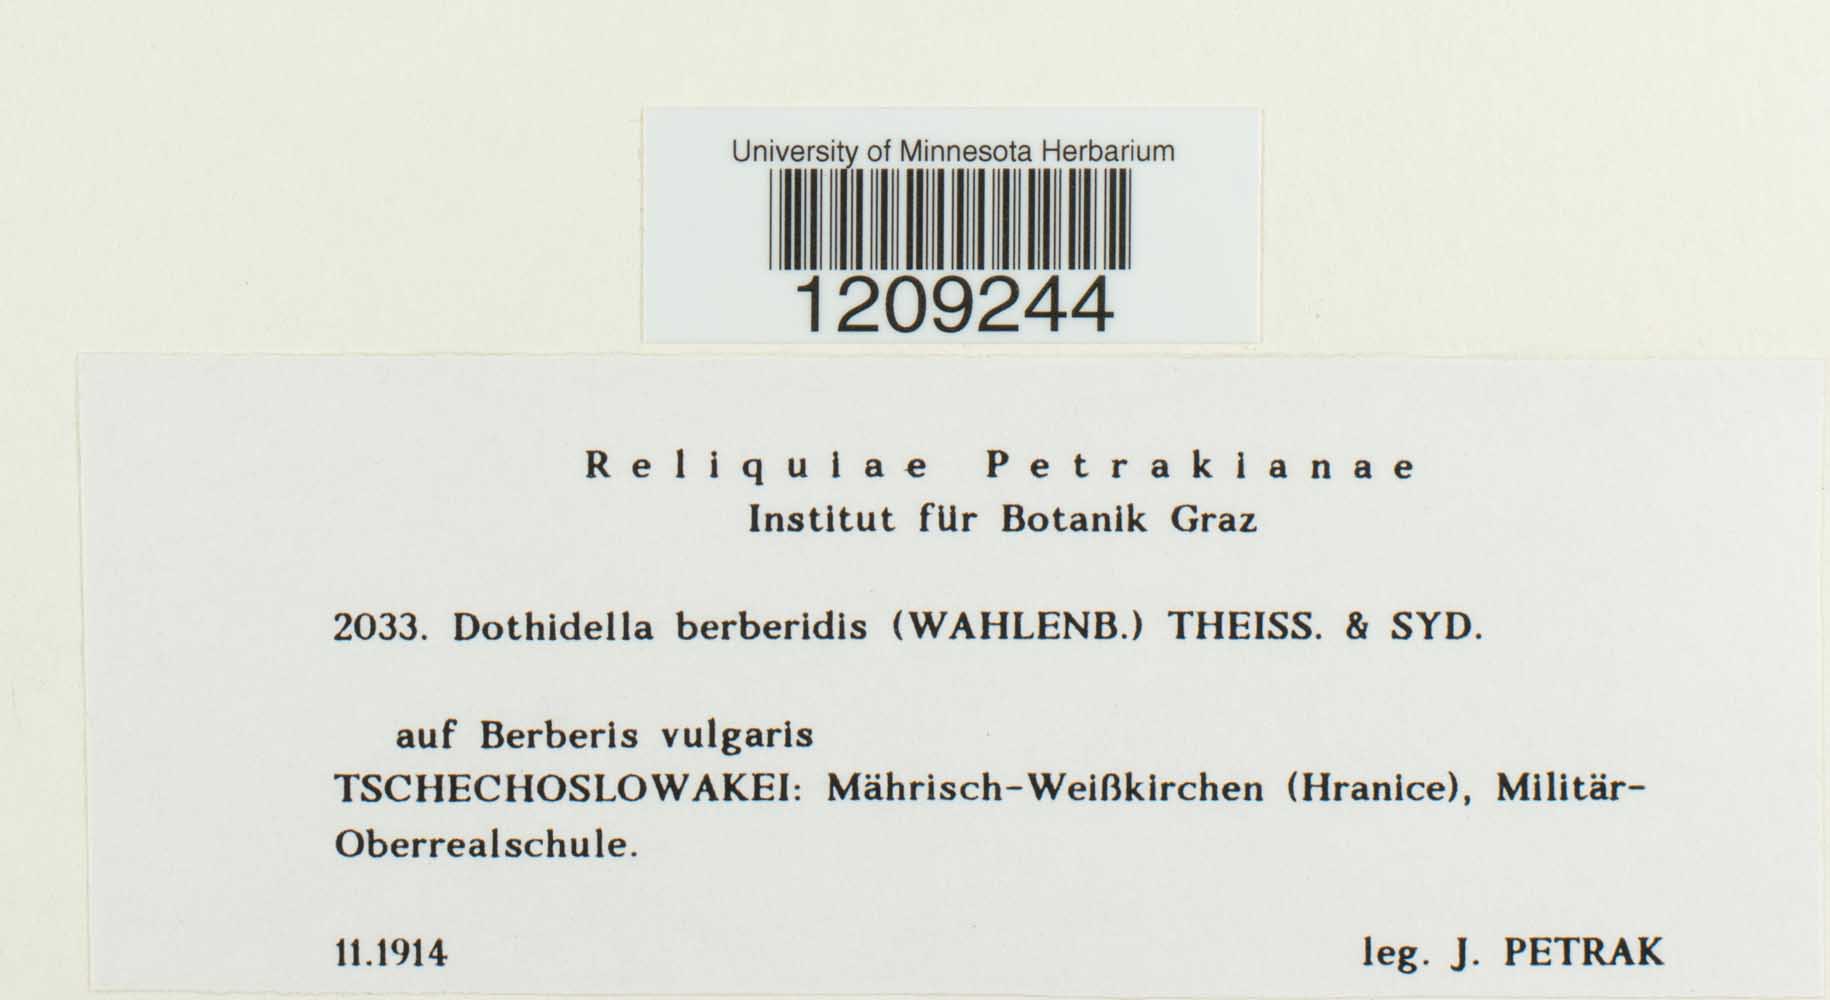 University of Minnesota Herbarium
1209244
Reliquiae Petrakianae
Institut für Botanik Graz
2033. Dothidella berberidis (WAHLENB.) THEISS. & SYD.
auf Berberis vulgaris
TSCHECHOSLOWAKEI: Mährisch-Weißkirchen (Hranice), Militär-
Oberrealschule.
11.1914 leg. J. PETRAK